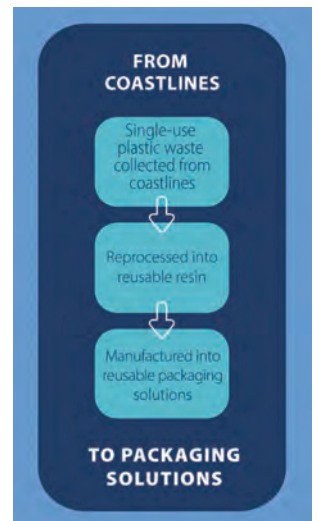 FROM
COASTLINES
Single-use
plastic waste
collected from
coastlines
Reprocessed into
reusable resin
Manufactured into
reusable packaging
solutions
TO PACKAGING
SOLUTIONS